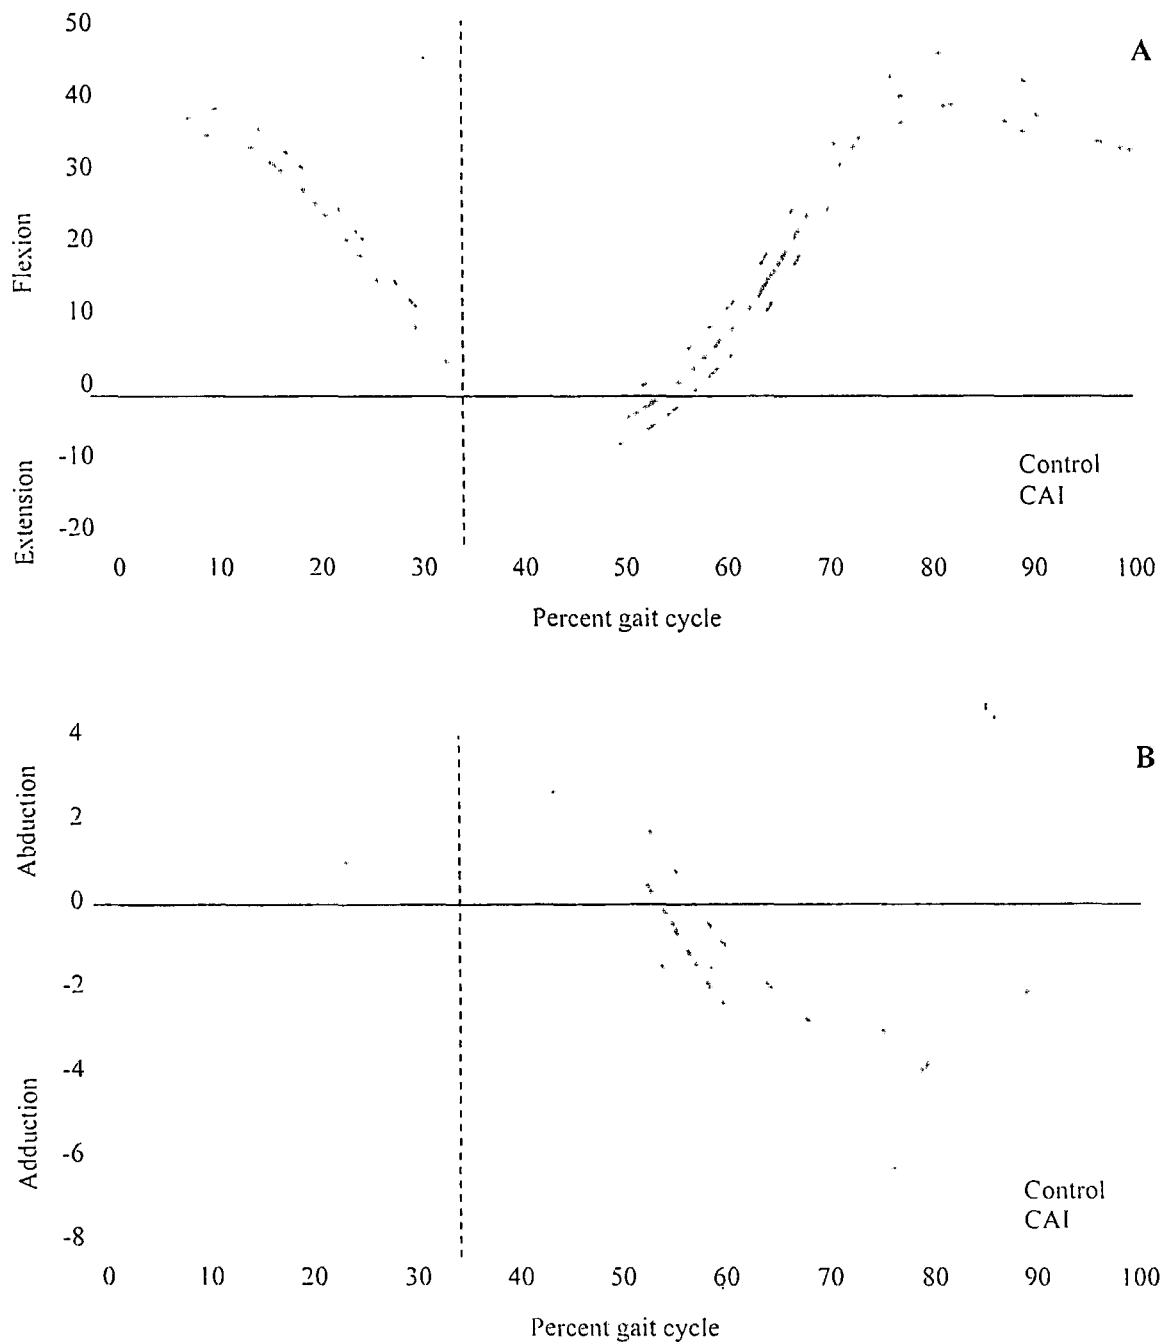 50
A
40
30
20
10
0
-10
-20
Flexion
Extension
Control
CAI
0 10 20 30 40 50 60 70 80 90 100
Percent gait cycle
4
B
2
0
-2
-4
-6
-8
Abduction
Adduction
Control
CAI
0 10 20 30 40 50 60 70 80 90 100
Percent gait cycle